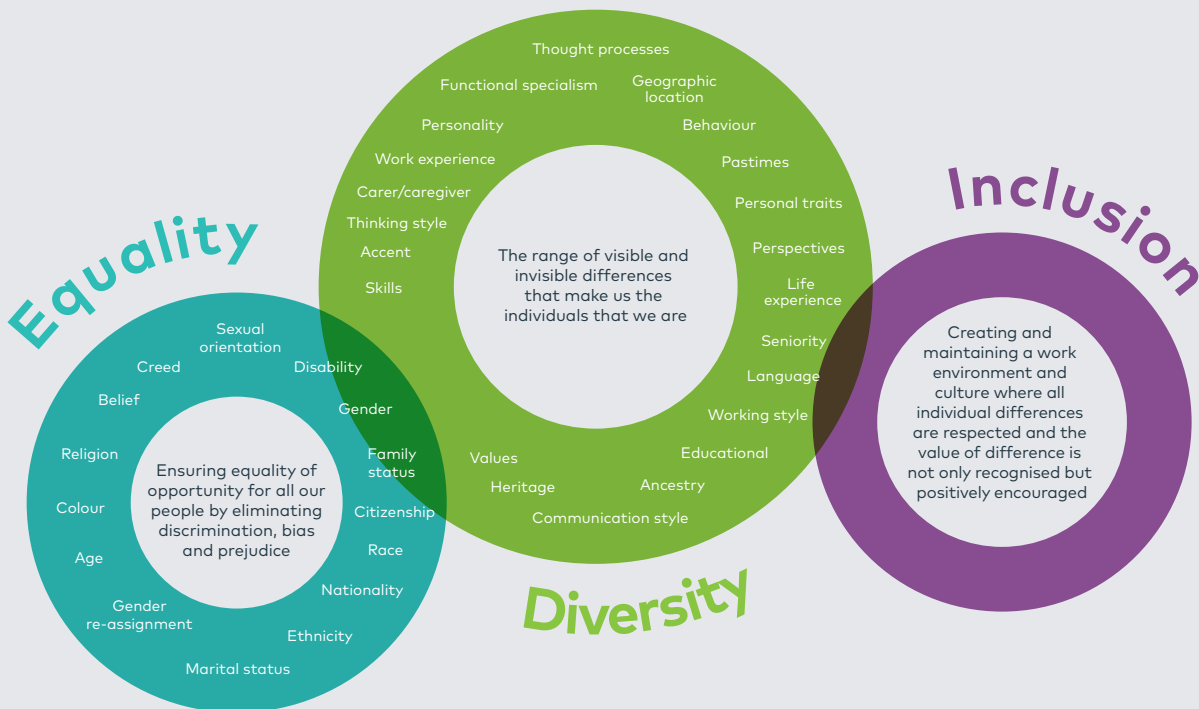 Equality
Sexual
orientation
Disability
Creed
Gender
Belief
Family
status
Religion
Citizenship
Colour
Race
Age
Nationality
Gender
re-assignment
Ethnicity
Marital status
Ensuring equality of
opportunity for all our
people by eliminating
discrimination, bias
and prejudice
Diversity
Thought processes
Functional specialism
Geographic
location
Personality
Behaviour
Work experience
Pastimes
Carer/caregiver
Personal traits
Thinking style
Accent
Perspectives
Skills
Life
experience
Seniority
Language
Working style
Educational
Values
Heritage
Ancestry
Communication style
The range of visible and
invisible differences
that make us the
individuals that we are
Inclusion
Creating and
maintaining a work
environment and
culture where all
individual differences
are respected and the
value of difference is
not only recognised but
positively encouraged